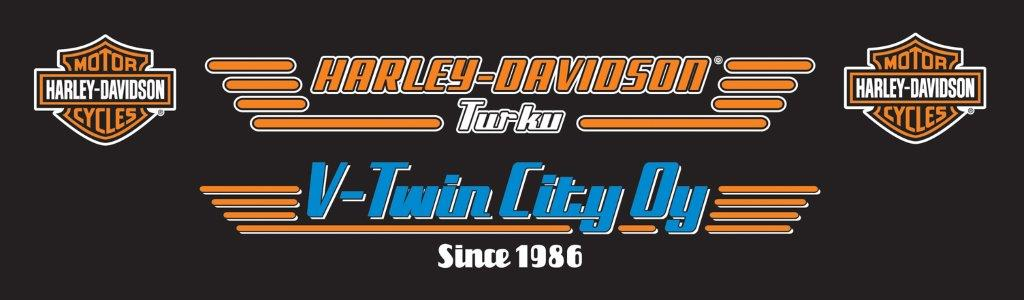 MOTOR
HARLEY-DAVIDSON
CYCLES®
HARLEY-DAVIDSON®
Turku
V-Twin City Oy
Since 1986
MOTOR
HARLEY-DAVIDSON
CYCLES®